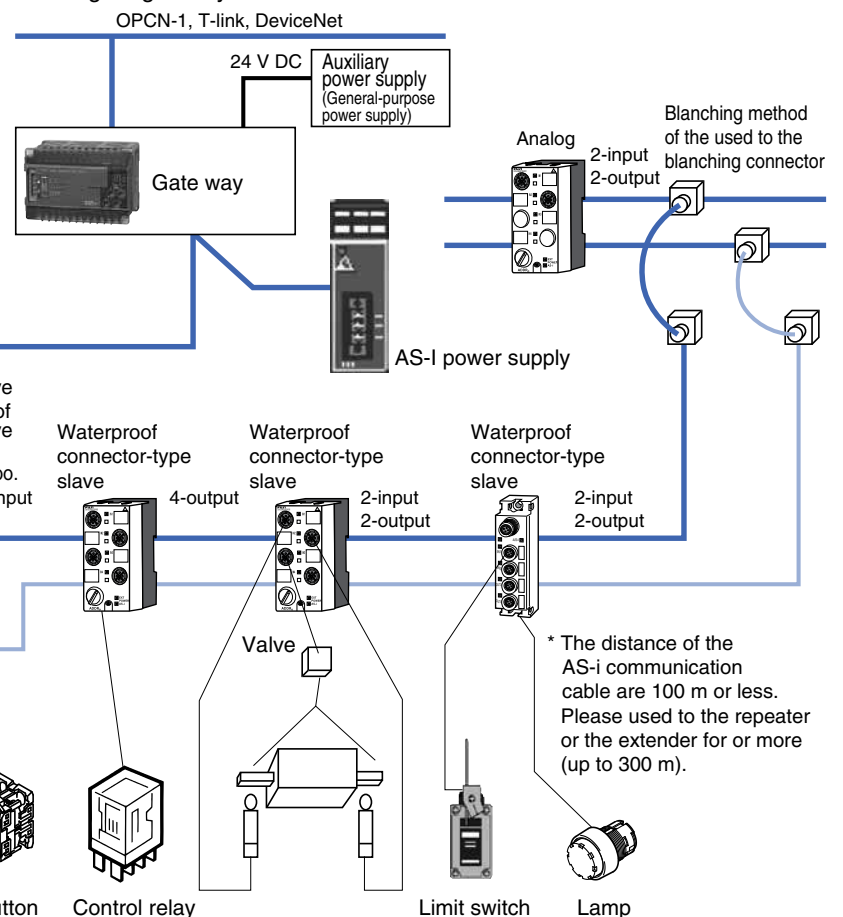 OPCN-1, T-link, DeviceNet
24 V DC
Auxiliary
power supply
(General-purpose
power supply)
Gate way
AS-I power supply
Analog
2-input
2-output
Blanching method
of the used to the
blanching connector
Waterproof
connector-type
slave
4-output
Waterproof
connector-type
slave
2-input
2-output
Waterproof
connector-type
slave
2-input
2-output
Valve
* The distance of the
AS-i communication
cable are 100 m or less.
Please used to the repeater
or the extender for or more
(up to 300 m).
Control relay
Limit switch
Lamp